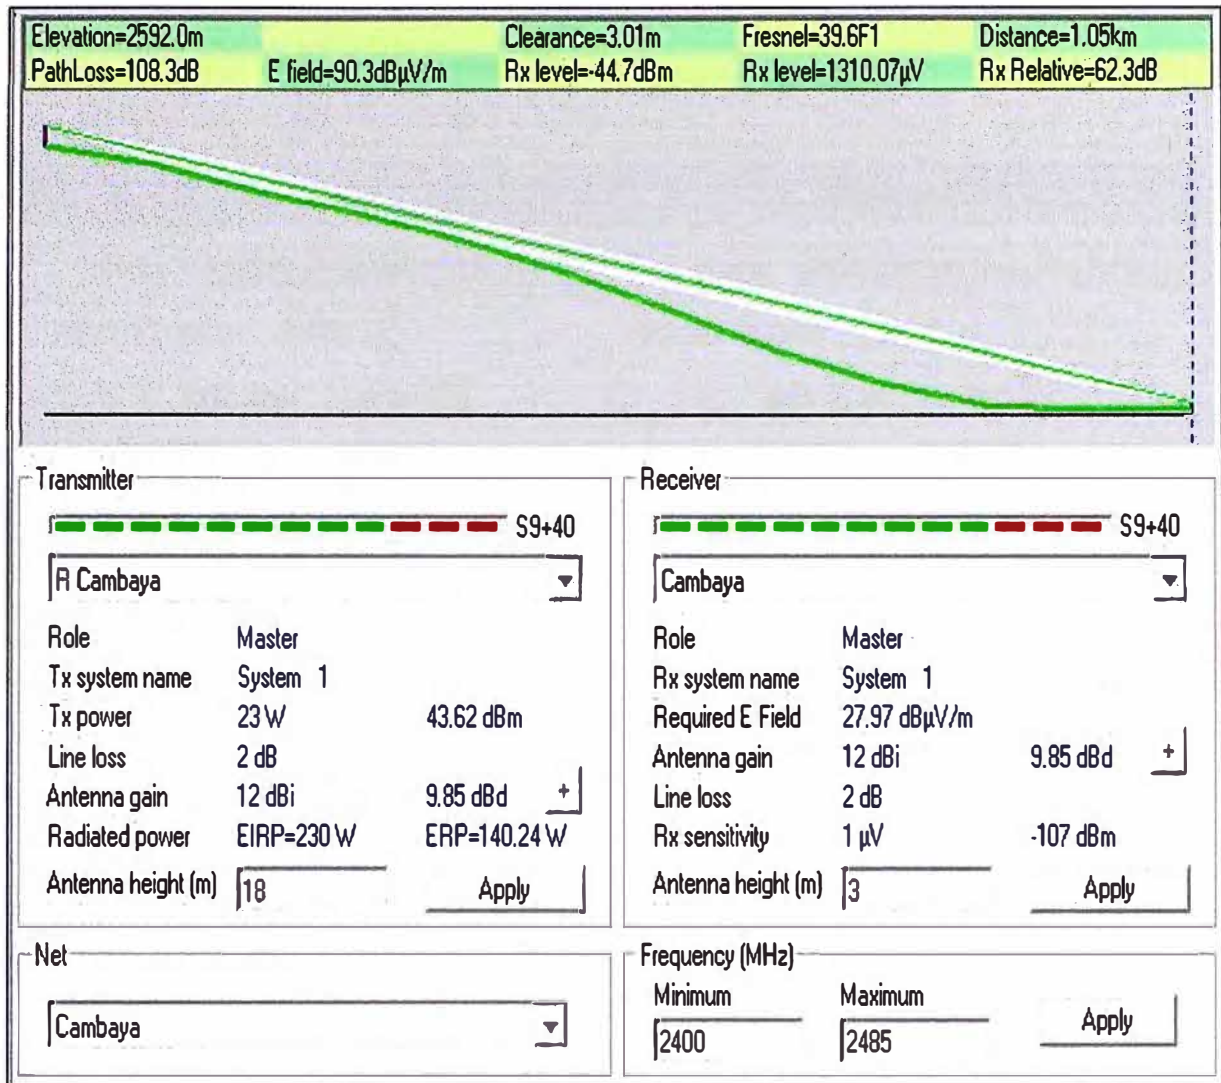 Elevation=2592.0m Clearance=3.01m Fresnel=39.6F1 Distance=1.05km
PathLoss=108.3dB E field=90.3dBµV/m Rx level=-44.7dBm Rx level=1310.07µV Rx Relative=62.3dB
Transmitter
S9+40
R Cambaya
Role Master
Tx system name System 1
Tx power 23 W 43.62 dBm
Line loss 2 dB
Antenna gain 12 dBi 9.85 dBd +
Radiated power EIRP=230 W ERP=140.24 W
Antenna height (m) 18 Apply
Receiver
S9+40
Cambaya
Role Master
Rx system name System 1
Required E Field 27.97 dBµV/m
Antenna gain 12 dBi 9.85 dBd +
Line loss 2 dB
Rx sensitivity 1 µV -107 dBm
Antenna height (m) 3 Apply
Net
Cambaya
Frequency (MHz)
Minimum Maximum
2400 2485 Apply